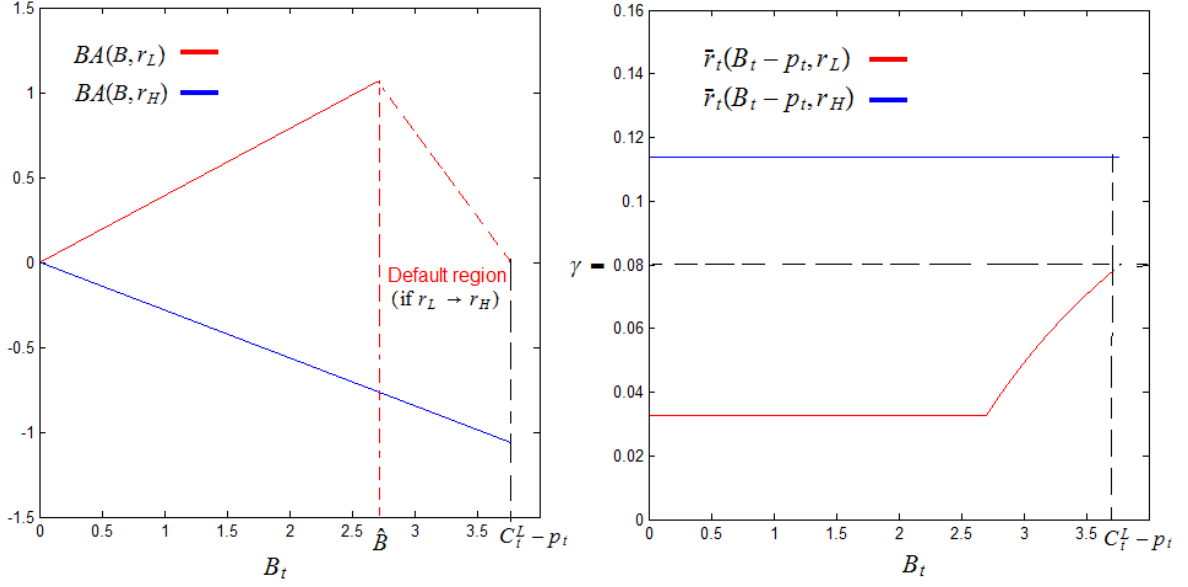 1.5
BA(B, r_L)
BA(B, r_H)
1
0.5
0
Default region
(if r_L → r_H)
-0.5
-1
-1.5
0
0.5
1
1.5
2
2.5
B̂
3
3.5
C_t^L − p_t
B_t
0.16
r̄_t(B_t − p_t, r_L)
r̄_t(B_t − p_t, r_H)
0.14
0.12
0.1
γ
0.08
0.06
0.04
0.02
0
0
0.5
1
1.5
2
2.5
3
3.5
C_t^L − p_t
B_t